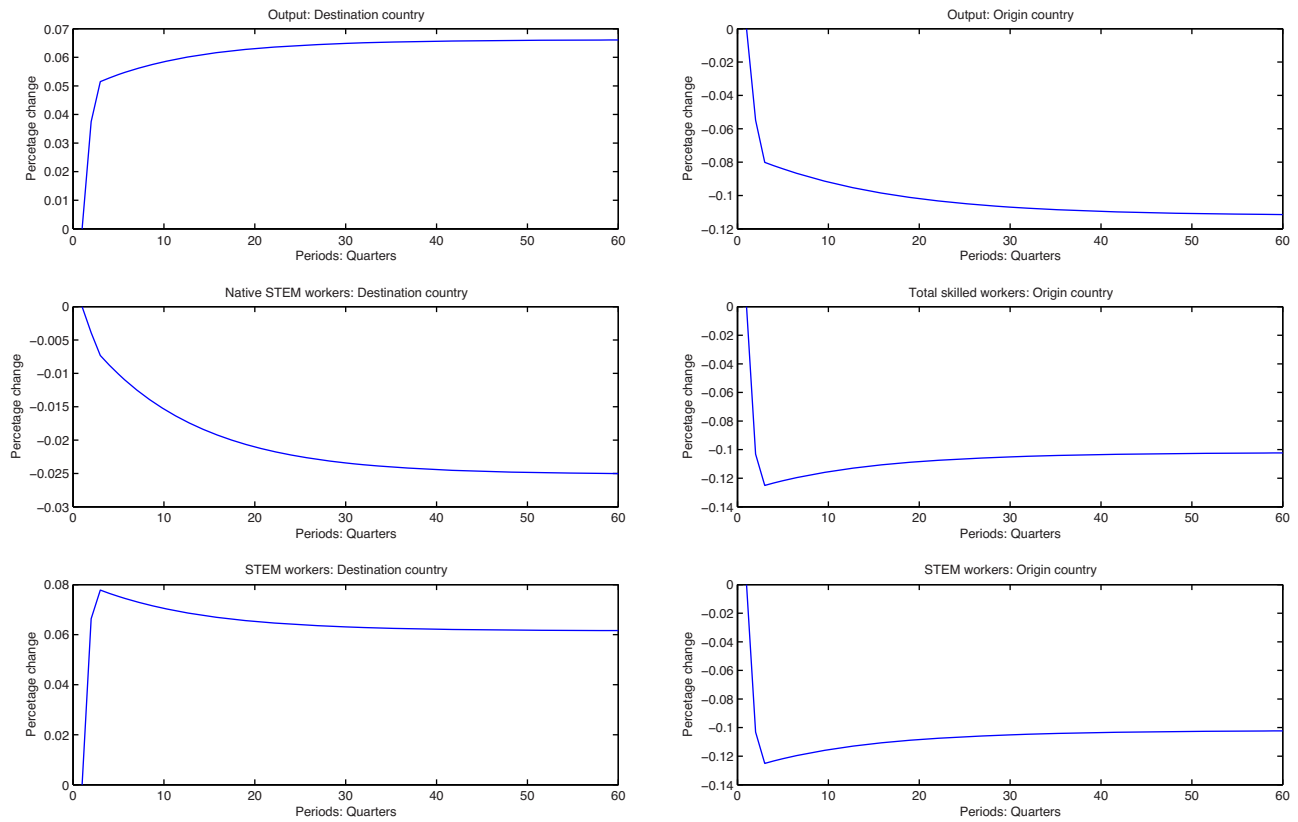 Output: Destination country
Percetage change
0.07
0.06
0.05
0.04
0.03
0.02
0.01
0
0 10 20 30 40 50 60
Periods: Quarters
Output: Origin country
Percetage change
0
−0.02
−0.04
−0.06
−0.08
−0.1
−0.12
0 10 20 30 40 50 60
Periods: Quarters
Native STEM workers: Destination country
Percetage change
0
−0.005
−0.01
−0.015
−0.02
−0.025
−0.03
0 10 20 30 40 50 60
Periods: Quarters
Total skilled workers: Origin country
Percetage change
0
−0.02
−0.04
−0.06
−0.08
−0.1
−0.12
−0.14
0 10 20 30 40 50 60
Periods: Quarters
STEM workers: Destination country
Percetage change
0.08
0.06
0.04
0.02
0
0 10 20 30 40 50 60
Periods: Quarters
STEM workers: Origin country
Percetage change
0
−0.02
−0.04
−0.06
−0.08
−0.1
−0.12
−0.14
0 10 20 30 40 50 60
Periods: Quarters